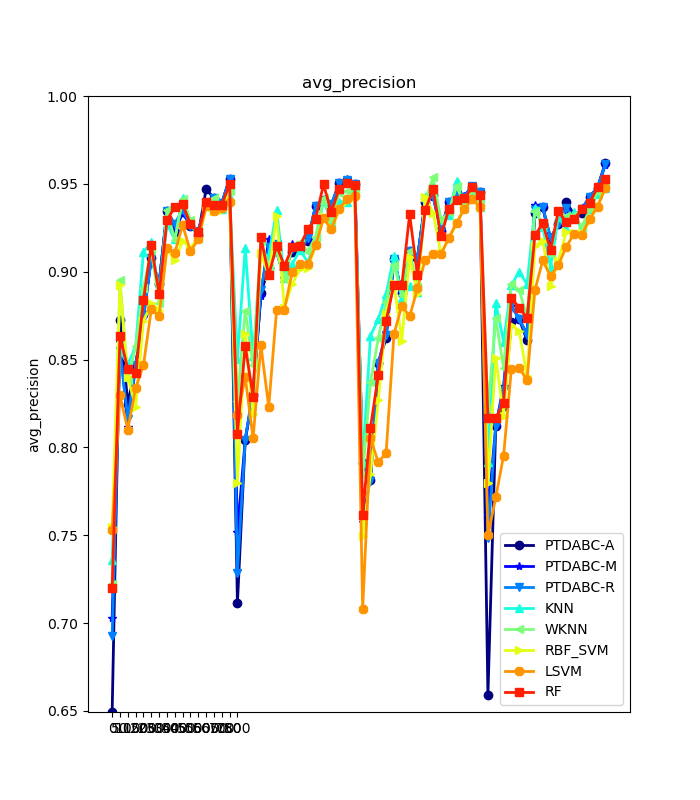 avg_precision
1.00
0.95
0.90
0.85
0.80
0.75
0.70
0.65
avg_precision
PTDABC-A
PTDABC-M
PTDABC-R
KNN
WKNN
RBF_SVM
LSVM
RF